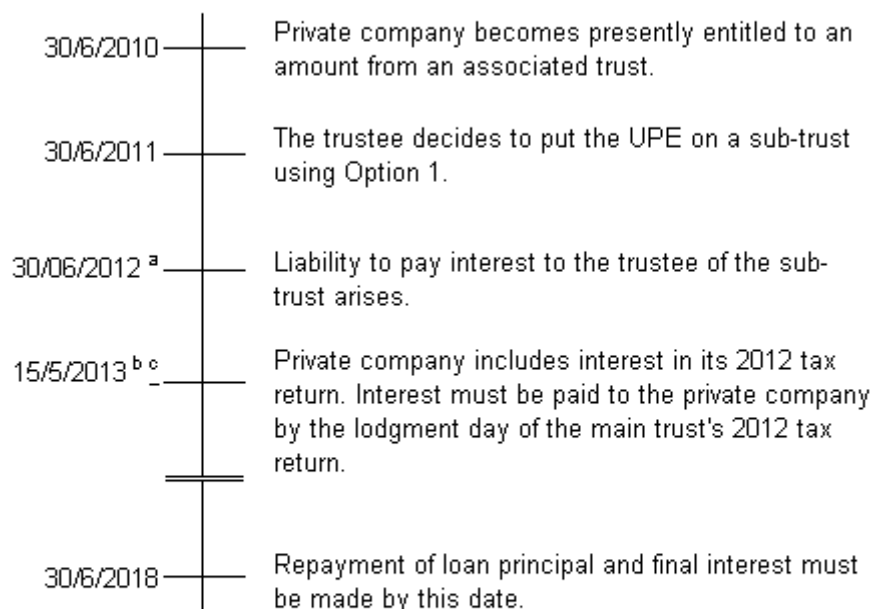 30/6/2010 Private company becomes presently entitled to an
amount from an associated trust.
30/6/2011 The trustee decides to put the UPE on a sub-trust
using Option 1.
30/06/2012 a Liability to pay interest to the trustee of the sub-
trust arises.
15/5/2013 b c Private company includes interest in its 2012 tax
return. Interest must be paid to the private company
by the lodgment day of the main trust's 2012 tax
return.
30/6/2018 Repayment of loan principal and final interest must
be made by this date.